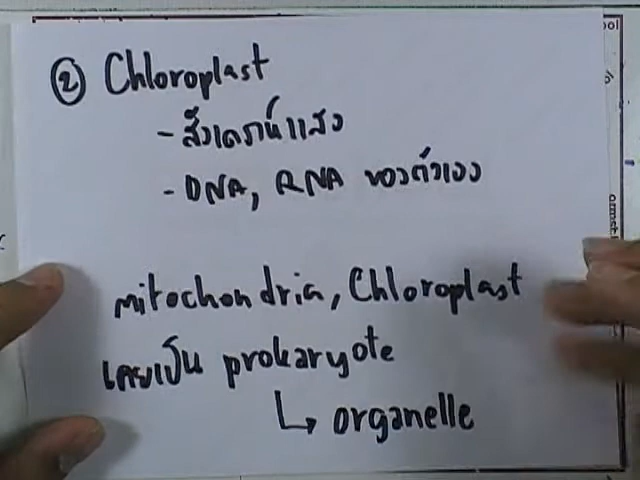 ② Chloroplast
- สังเคราะห์แสง
- DNA, RNA ของตัวเอง
mitochondria, Chloroplast
เคยเป็น prokaryote
↳ organelle